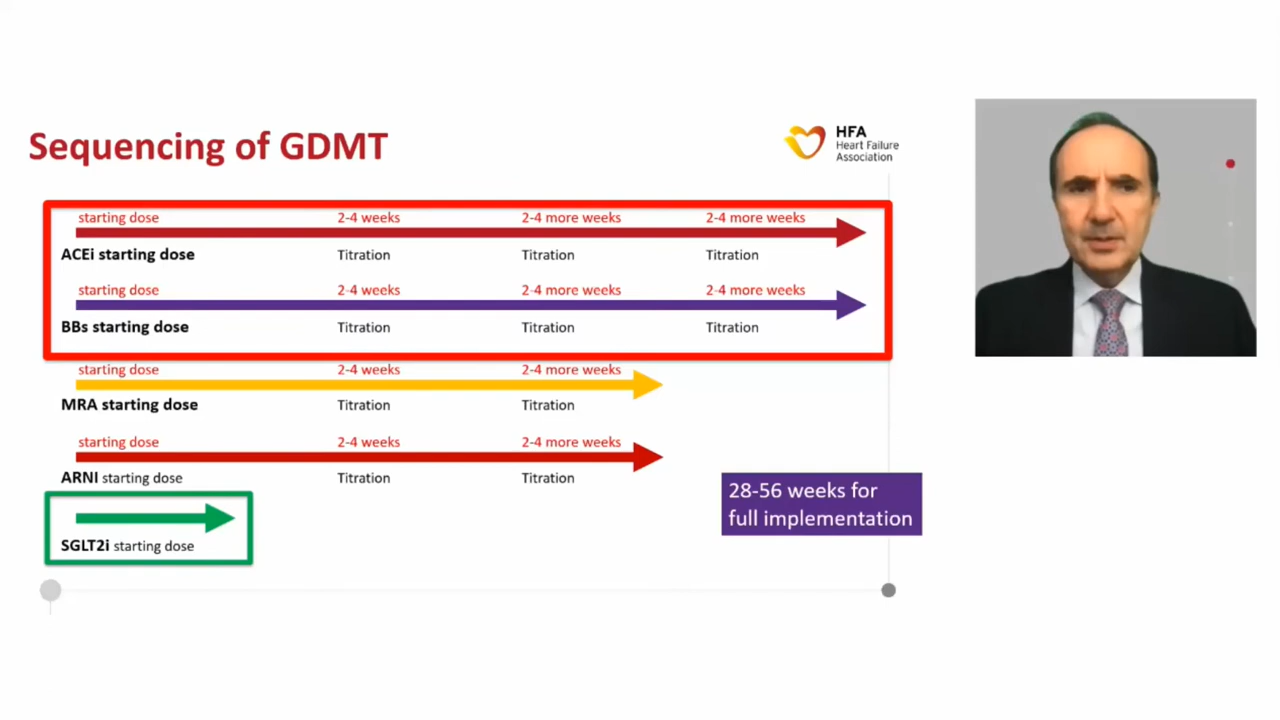 Sequencing of GDMT
HFA
Heart Failure
Association
starting dose 2-4 weeks 2-4 more weeks 2-4 more weeks
ACEi starting dose Titration Titration Titration
starting dose 2-4 weeks 2-4 more weeks 2-4 more weeks
BBs starting dose Titration Titration Titration
starting dose 2-4 weeks 2-4 more weeks
MRA starting dose Titration Titration
starting dose 2-4 weeks 2-4 more weeks
ARNI starting dose Titration Titration
28-56 weeks for
full implementation
SGLT2i starting dose